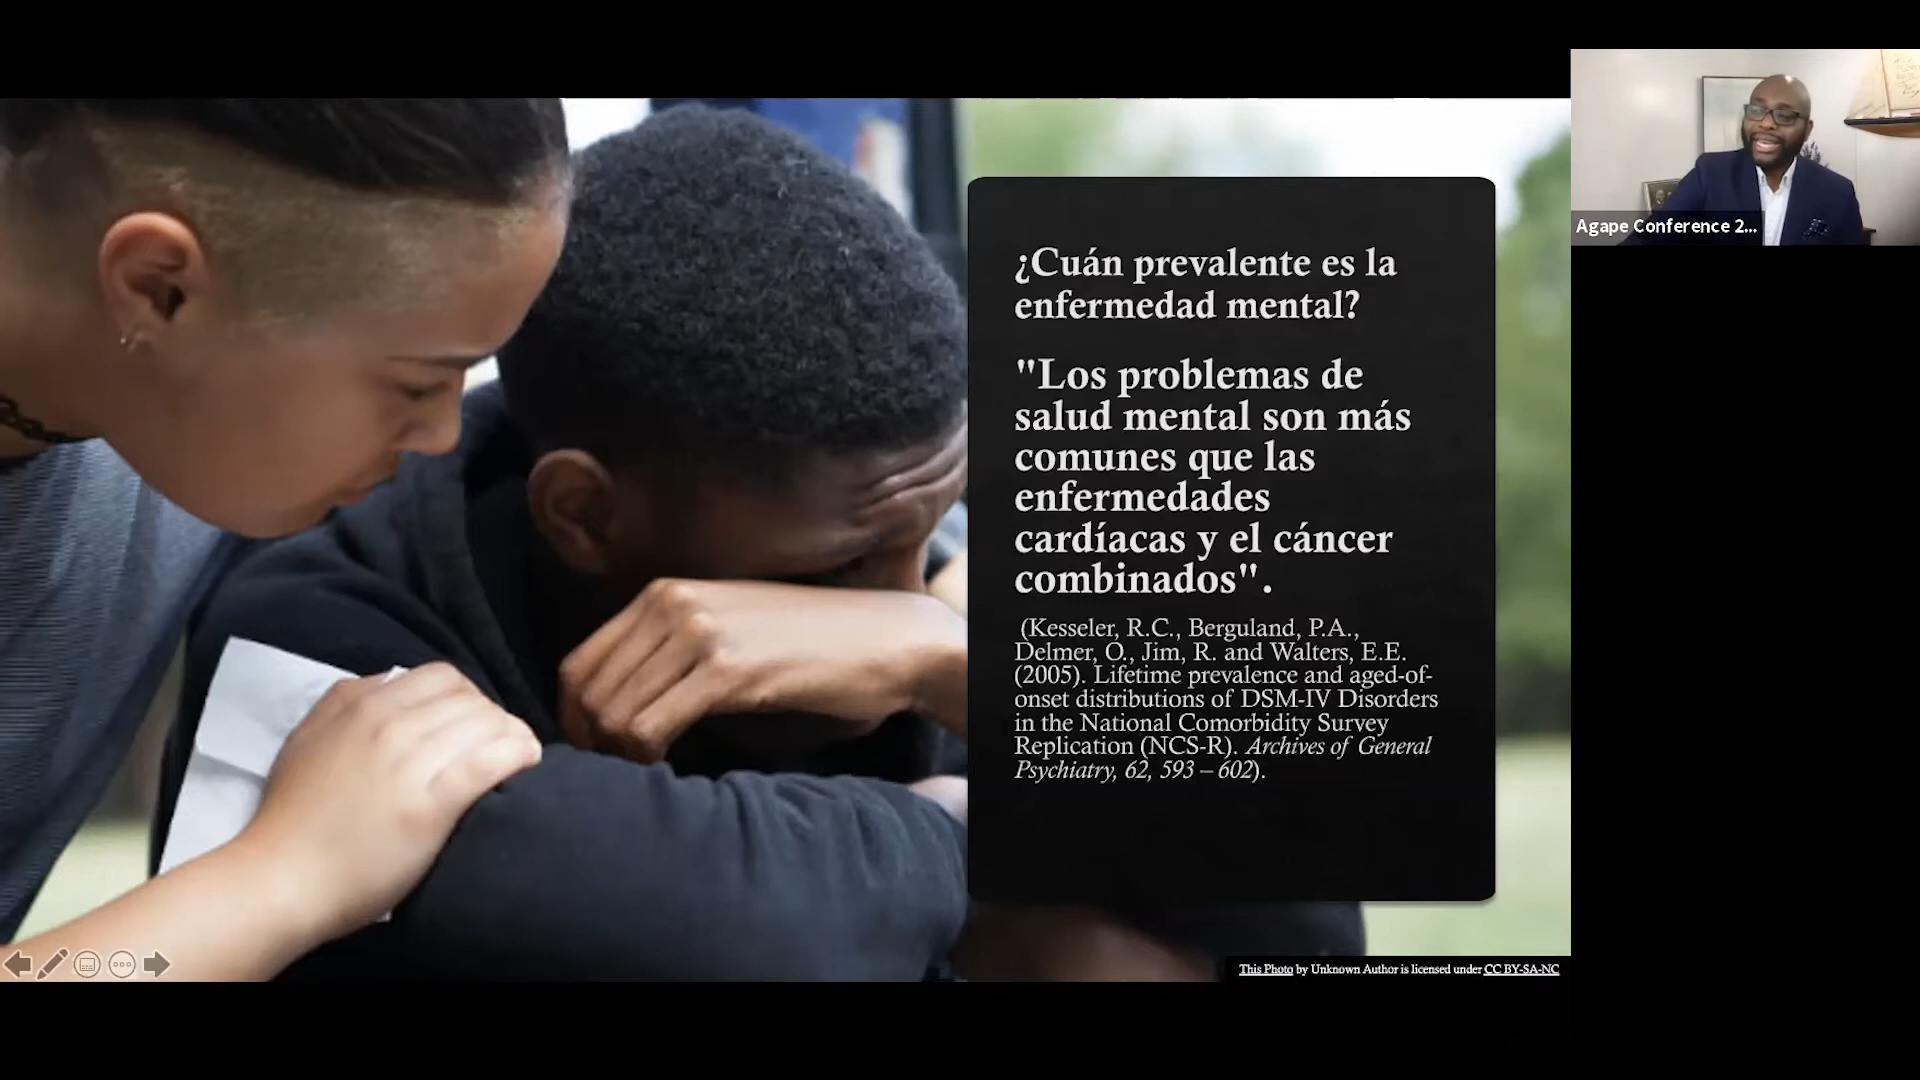 Agape Conference 2...
¿Cuán prevalente es la
enfermedad mental?
"Los problemas de
salud mental son más
comunes que las
enfermedades
cardíacas y el cáncer
combinados".
(Kesseler, R.C., Berguland, P.A.,
Delmer, O., Jim, R. and Walters, E.E.
(2005). Lifetime prevalence and aged-of-
onset distributions of DSM-IV Disorders
in the National Comorbidity Survey
Replication (NCS-R). Archives of General
Psychiatry, 62, 593 – 602).
This Photo by Unknown Author is licensed under CC BY-SA-NC